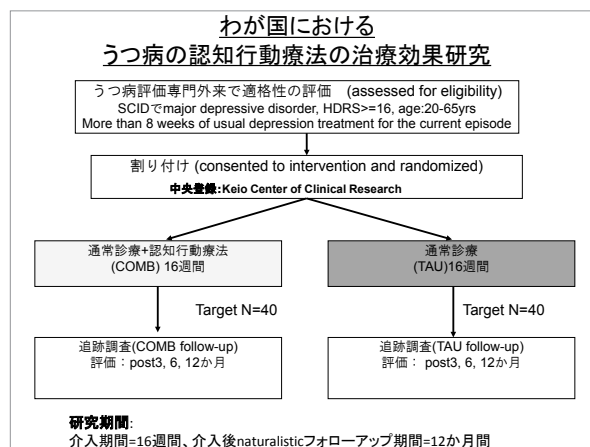 わが国における
うつ病の認知行動療法の治療効果研究
うつ病評価専門外来で適格性の評価 (assessed for eligibility)
SCIDでmajor depressive disorder, HDRS>=16, age:20-65yrs
More than 8 weeks of usual depression treatment for the current episode
割り付け (consented to intervention and randomized)
中央登録:Keio Center of Clinical Research
通常診療+認知行動療法
(COMB) 16週間
通常診療
(TAU)16週間
Target N=40
Target N=40
追跡調査(COMB follow-up)
評価：post3, 6, 12か月
追跡調査(TAU follow-up)
評価： post3, 6, 12か月
研究期間:
介入期間=16週間、介入後naturalisticフォローアップ期間=12か月間